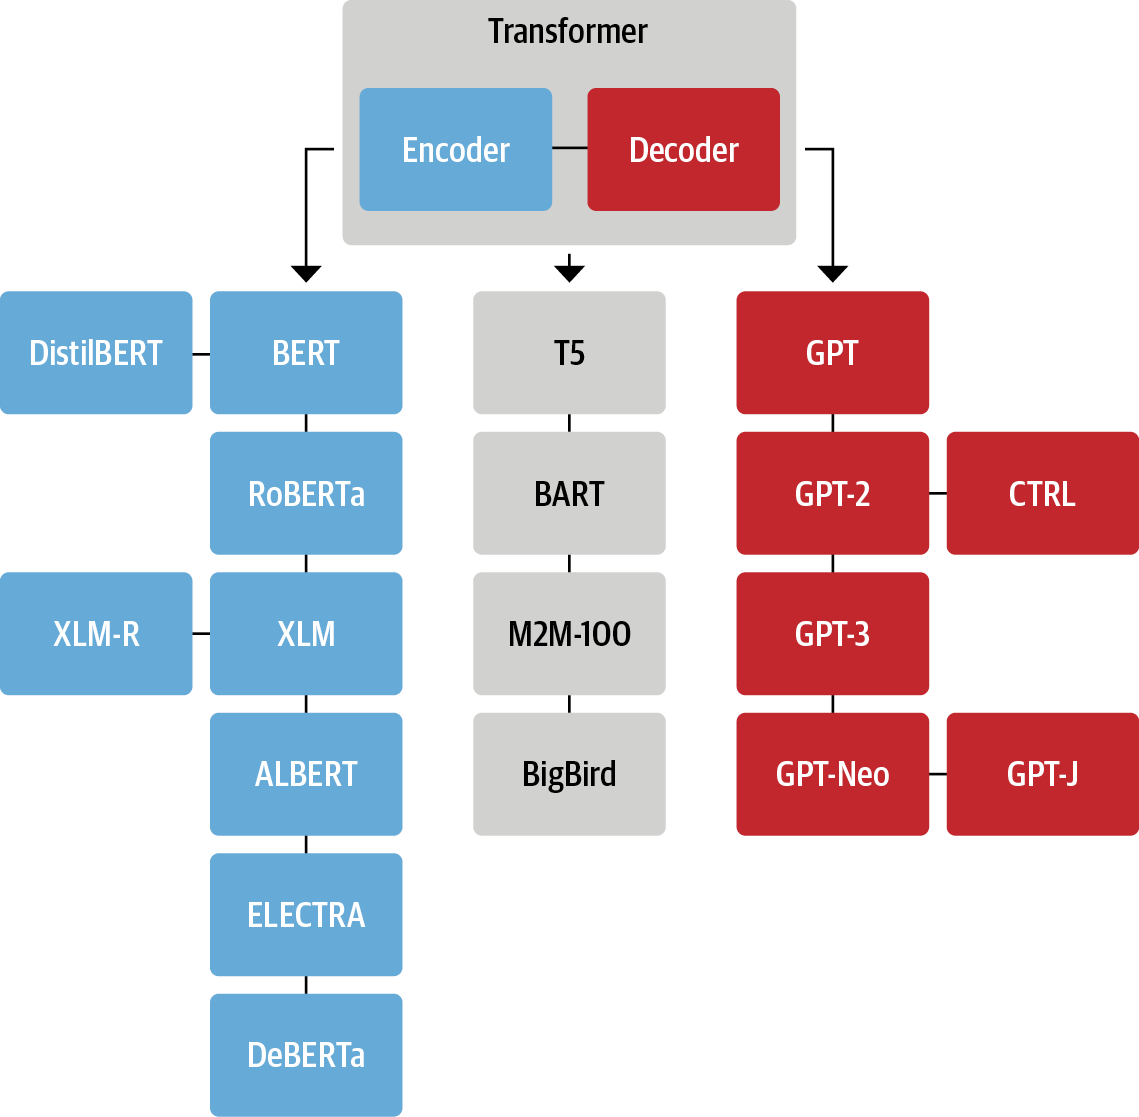 Transformer
Encoder
Decoder
DistilBERT
BERT
T5
GPT
RoBERTa
BART
GPT-2
CTRL
XLM-R
XLM
M2M-100
GPT-3
ALBERT
BigBird
GPT-Neo
GPT-J
ELECTRA
DeBERTa